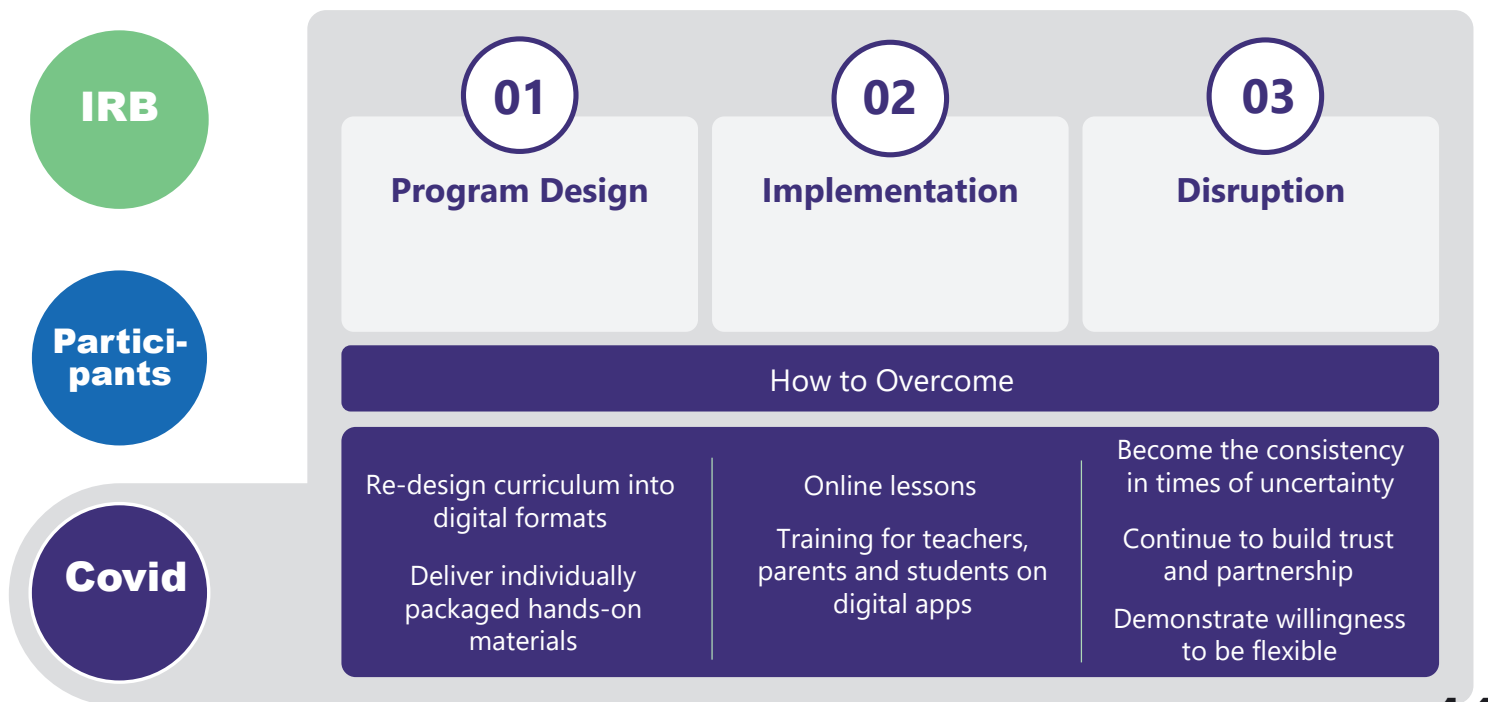 IRB
Partici-
pants
Covid
01
Program Design
02
Implementation
03
Disruption
How to Overcome
Re-design curriculum into
digital formats
Deliver individually
packaged hands-on
materials
Online lessons
Training for teachers,
parents and students on
digital apps
Become the consistency
in times of uncertainty
Continue to build trust
and partnership
Demonstrate willingness
to be flexible